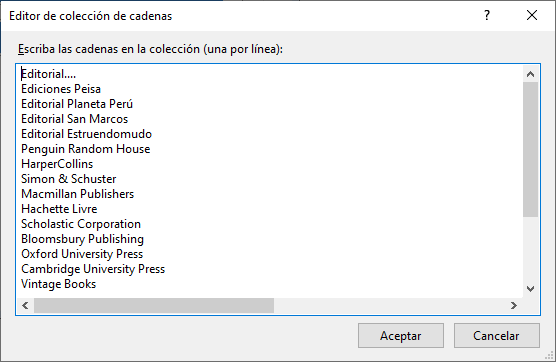 Editor de colección de cadenas
?
Escriba las cadenas en la colección (una por línea):
Editorial....
Ediciones Peisa
Editorial Planeta Perú
Editorial San Marcos
Editorial Estruendomudo
Penguin Random House
HarperCollins
Simon & Schuster
Macmillan Publishers
Hachette Livre
Scholastic Corporation
Bloomsbury Publishing
Oxford University Press
Cambridge University Press
Vintage Books
Aceptar
Cancelar